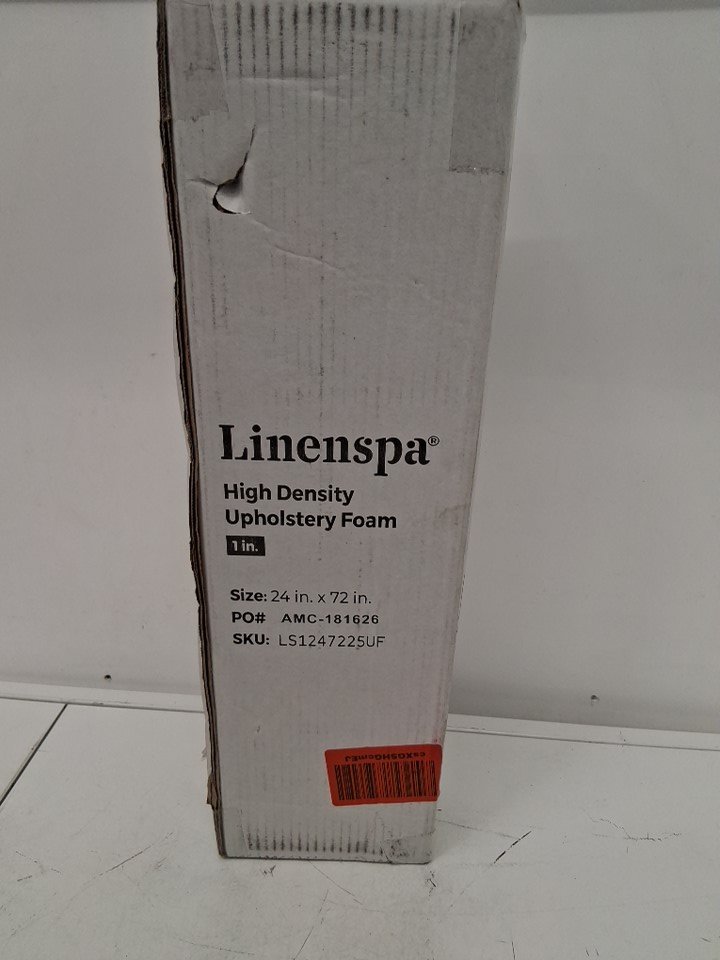 Linenspa®
High Density
Upholstery Foam
1 in.
Size: 24 in. x 72 in.
PO# AMC-181626
SKU: LS1247225UF